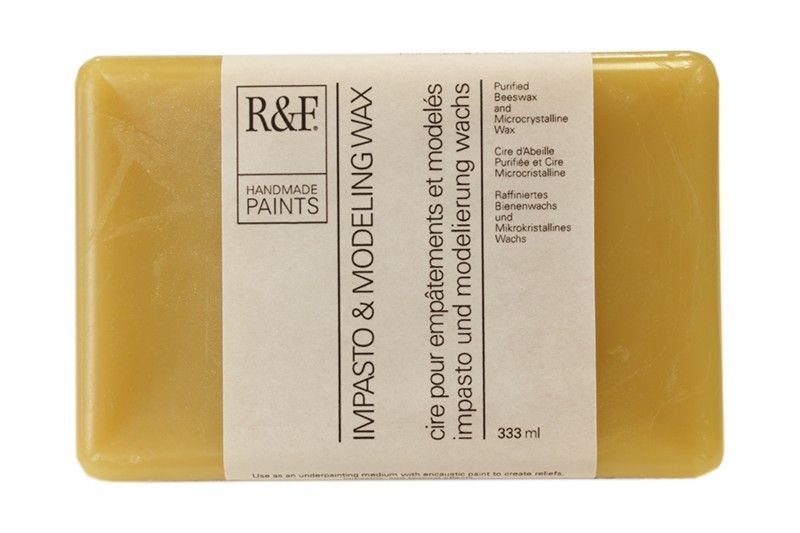 R&F®
HANDMADE
PAINTS
IMPASTO & MODELING WAX
cire pour empâtements et modelés
impasto und modelierung wachs
Purified
Beeswax
and
Microcrystalline
Wax
Cire d'Abeille
Purifiée et Cire
Microcristalline
Raffiniertes
Bienenwachs
und
Mikrokristallines
Wachs
333 ml
Use as an underpainting medium with encaustic paint to create reliefs,